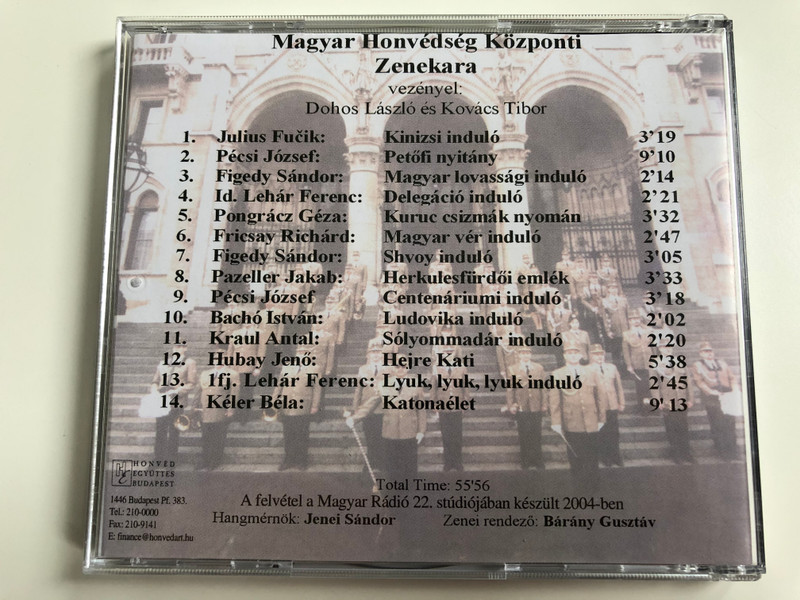 Magyar Honvédség Központi
Zenekara
vezényel:
Dohos László és Kovács Tibor
1. Julius Fučik: Kinizsi induló 3'19
2. Pécsi József: Petőfi nyitány 9'10
3. Figedy Sándor: Magyar lovassági induló 2'14
4. Id. Lehár Ferenc: Delegáció induló 2'21
5. Pongrácz Géza: Kuruc csizmák nyomán 3'32
6. Fricsay Richárd: Magyar vér induló 2'47
7. Figedy Sándor: Shvoy induló 3'05
8. Pazeller Jakab: Herkulesfürdői emlék 3'33
9. Pécsi József Centenáriumi induló 3'18
10. Bachó István: Ludovika induló 2'02
11. Kraul Antal: Sólyommadár induló 2'20
12. Hubay Jenő: Hejre Kati 5'38
13. 1fj. Lehár Ferenc: Lyuk, lyuk, lyuk induló 2'45
14. Kéler Béla: Katonaélet 9'13
HONVÉD
EGYÜTTES
BUDAPEST
1446 Budapest Pf. 383.
Tel.: 210-0000
Fax: 210-9141
E: finance@honvedart.hu
Total Time: 55'56
A felvétel a Magyar Rádió 22. stúdiójában készült 2004-ben
Hangmérnök: Jenei Sándor Zenei rendező: Bárány Gusztáv